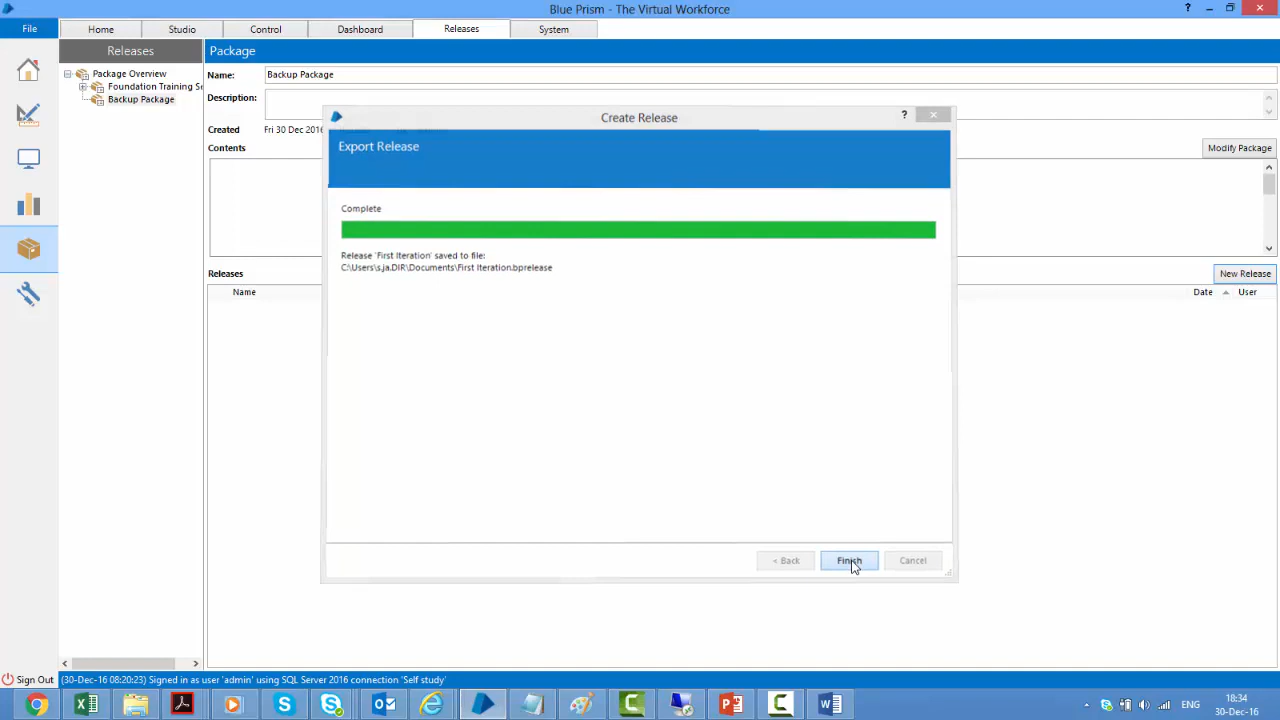 Blue Prism - The Virtual Workforce
File
Home
Studio
Control
Dashboard
Releases
System
Releases
Package
Package Overview
Foundation Training
Backup Package
Name:
Backup Package
Description:
Created
Fri 30 Dec 2016
Contents
Modify Package
Releases
New Release
Name
Date
User
Create Release
?
Export Release
Complete
Release 'First Iteration' saved to file:
C:\Users\s.ja.DIR\Documents\First Iteration.bprelease
< Back
Finish
Cancel
Sign Out
(30-Dec-16 08:20:23) Signed in as user 'admin' using SQL Server 2016 connection 'Self study'
ENG
18:34
30-Dec-16